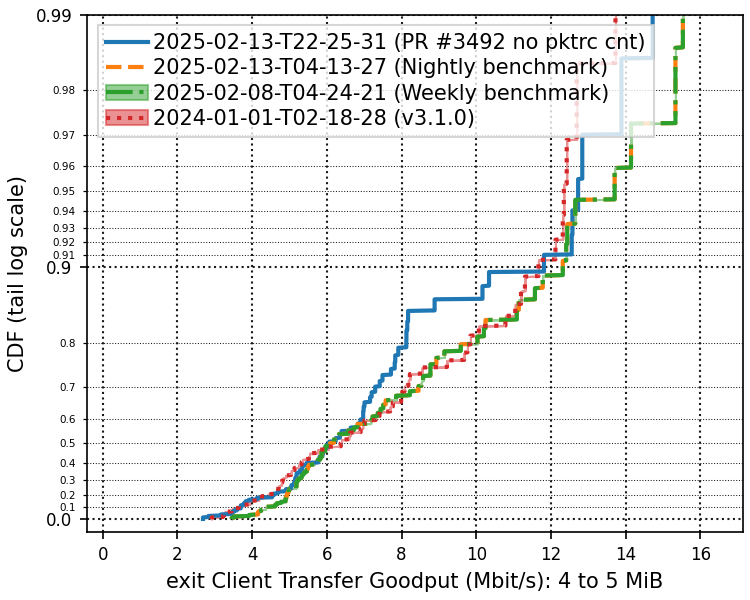 0.99
2025-02-13-T22-25-31 (PR #3492 no pktrc cnt)
2025-02-13-T04-13-27 (Nightly benchmark)
2025-02-08-T04-24-21 (Weekly benchmark)
2024-01-01-T02-18-28 (v3.1.0)
0.98
0.97
0.96
0.95
0.94
0.93
0.92
0.91
0.9
0.8
0.7
0.6
0.5
0.4
0.3
0.2
0.1
0.0
CDF (tail log scale)
0 2 4 6 8 10 12 14 16
exit Client Transfer Goodput (Mbit/s): 4 to 5 MiB